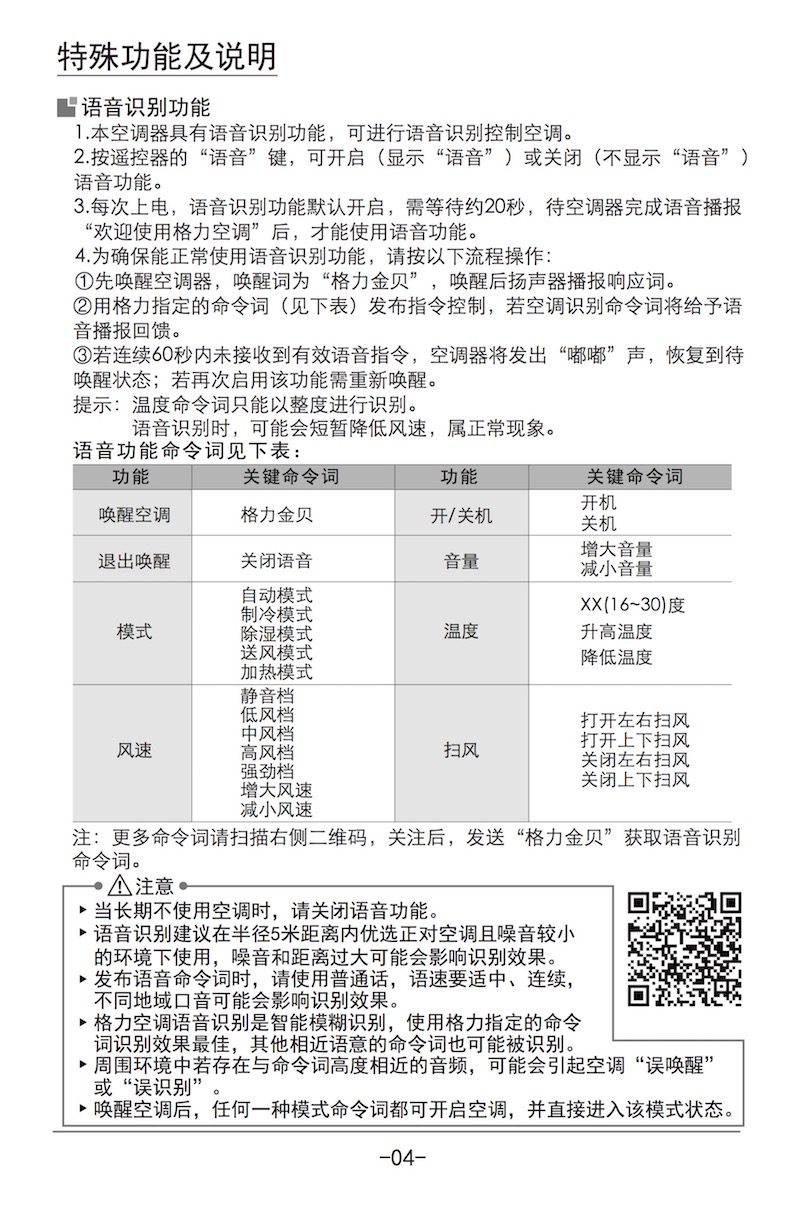 特殊功能及说明
语音识别功能
1.本空调器具有语音识别功能，可进行语音识别控制空调。
2.按遥控器的“语音”键，可开启（显示“语音”）或关闭（不显示“语音”）
语音功能。
3.每次上电，语音识别功能默认开启，需等待约20秒，待空调器完成语音播报
“欢迎使用格力空调”后，才能使用语音功能。
4.为确保能正常使用语音识别功能，请按以下流程操作：
①先唤醒空调器，唤醒词为“格力金贝”，唤醒后扬声器播报响应词。
②用格力指定的命令词（见下表）发布指令控制，若空调识别命令词将给予语
音播报回馈。
③若连续60秒内未接收到有效语音指令，空调器将发出“嘟嘟”声，恢复到待
唤醒状态；若再次启用该功能需重新唤醒。
提示：温度命令词只能以整度进行识别。
语音识别时，可能会短暂降低风速，属正常现象。
语音功能命令词见下表：
功能 关键命令词 功能 关键命令词
唤醒空调 格力金贝 开/关机 开机
关机
退出唤醒 关闭语音 音量 增大音量
减小音量
模式 自动模式
制冷模式
除湿模式
送风模式
加热模式
温度 XX(16~30)度
升高温度
降低温度
风速 静音档
低风档
中风档
高风档
强劲档
增大风速
减小风速
扫风 打开左右扫风
打开上下扫风
关闭左右扫风
关闭上下扫风
注：更多命令词请扫描右侧二维码，关注后，发送“格力金贝”获取语音识别
命令词。
注意
当长期不使用空调时，请关闭语音功能。
语音识别建议在半径5米距离内优选正对空调且噪音较小
的环境下使用，噪音和距离过大可能会影响识别效果。
发布语音命令词时，请使用普通话，语速要适中、连续，
不同地域口音可能会影响识别效果。
格力空调语音识别是智能模糊识别，使用格力指定的命令
词识别效果最佳，其他相近语意的命令词也可能被识别。
周围环境中若存在与命令词高度相近的音频，可能会引起空调“误唤醒”
或“误识别”。
唤醒空调后，任何一种模式命令词都可开启空调，并直接进入该模式状态。
-04-